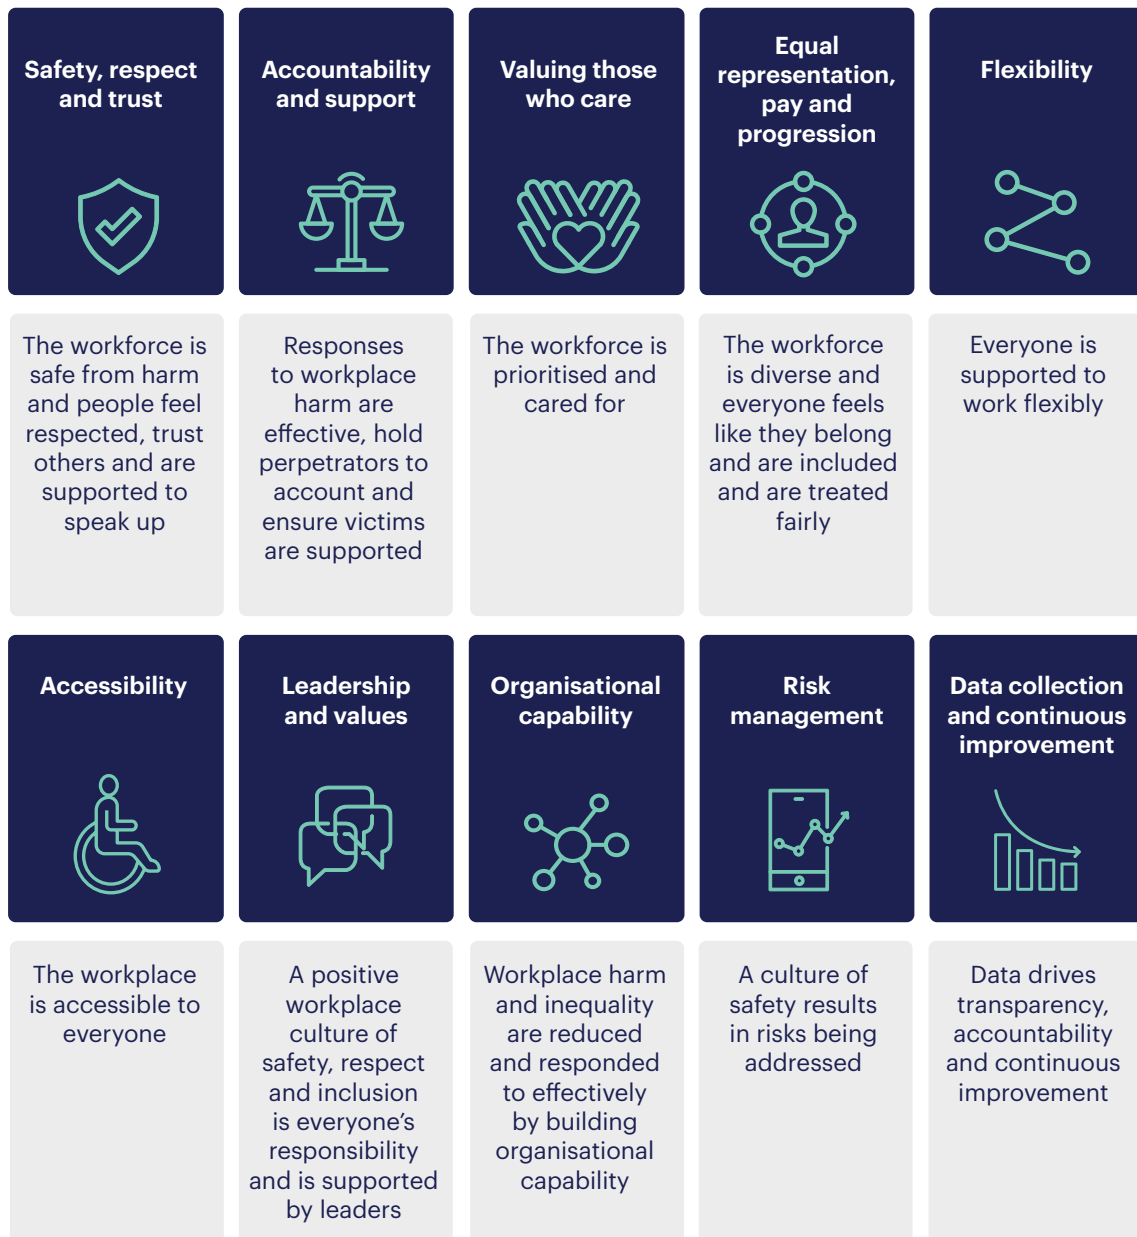 Safety, respect
and trust
Accountability
and support
Valuing those
who care
Equal
representation,
pay and
progression
Flexibility
The workforce is
safe from harm
and people feel
respected, trust
others and are
supported to
speak up
Responses
to workplace
harm are
effective, hold
perpetrators to
account and
ensure victims
are supported
The workforce is
prioritised and
cared for
The workforce
is diverse and
everyone feels
like they belong
and are included
and are treated
fairly
Everyone is
supported to
work flexibly
Accessibility
Leadership
and values
Organisational
capability
Risk
management
Data collection
and continuous
improvement
The workplace
is accessible to
everyone
A positive
workplace
culture of
safety, respect
and inclusion
is everyone’s
responsibility
and is supported
by leaders
Workplace harm
and inequality
are reduced
and responded
to effectively
by building
organisational
capability
A culture of
safety results
in risks being
addressed
Data drives
transparency,
accountability
and continuous
improvement